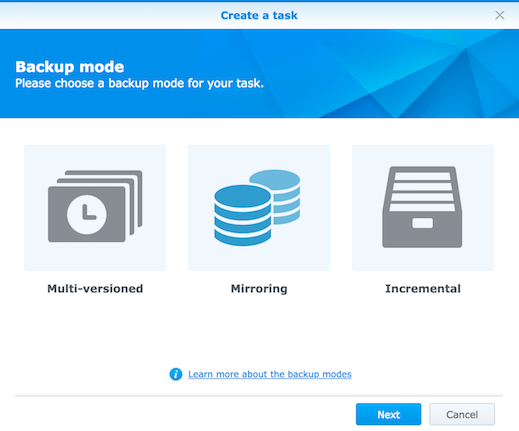 Create a task
Backup mode
Please choose a backup mode for your task.
Multi-versioned
Mirroring
Incremental
Learn more about the backup modes
Next
Cancel